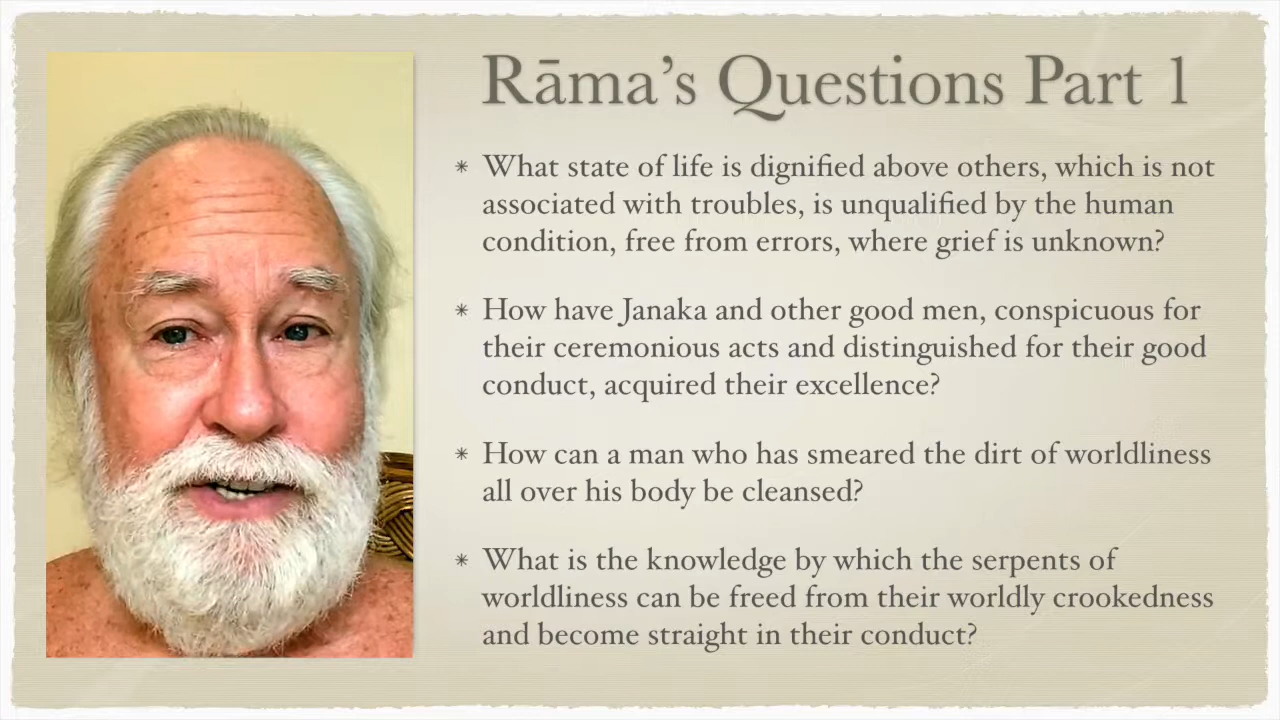 Rāma’s Questions Part 1
* What state of life is dignified above others, which is not
associated with troubles, is unqualified by the human
condition, free from errors, where grief is unknown?
* How have Janaka and other good men, conspicuous for
their ceremonious acts and distinguished for their good
conduct, acquired their excellence?
* How can a man who has smeared the dirt of worldliness
all over his body be cleansed?
* What is the knowledge by which the serpents of
worldliness can be freed from their worldly crookedness
and become straight in their conduct?